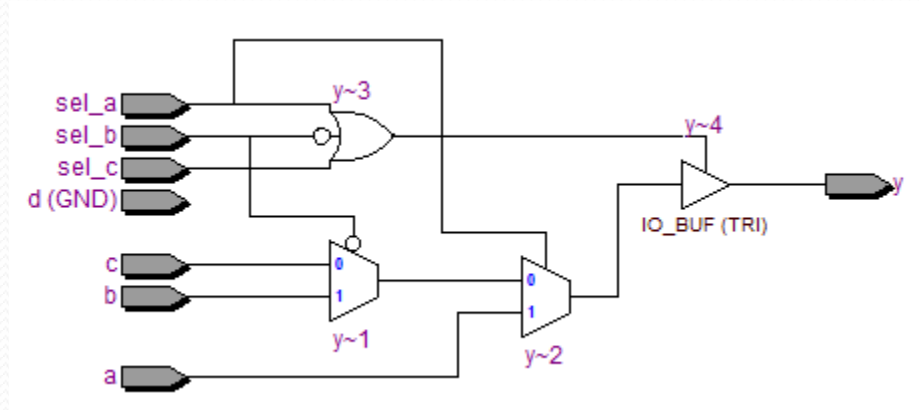 sel_a
y~3
sel_b
y~4
sel_c
d (GND)
y
IO_BUF (TRI)
c
0
0
b
1
1
y~1
y~2
a